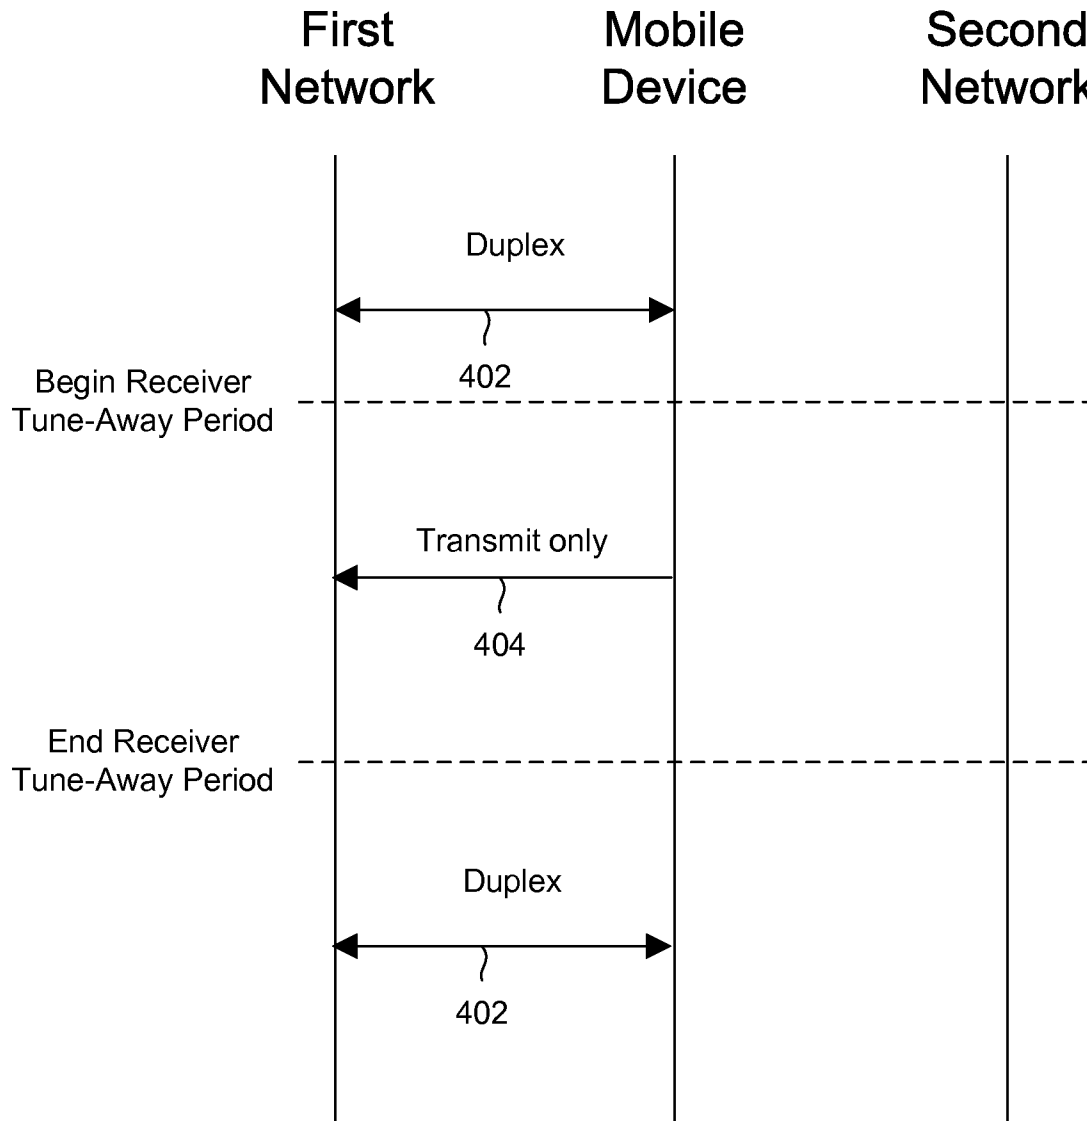 First
Network
Mobile
Device
Second
Network
Duplex
402
Begin Receiver
Tune-Away Period
Transmit only
404
End Receiver
Tune-Away Period
Duplex
402